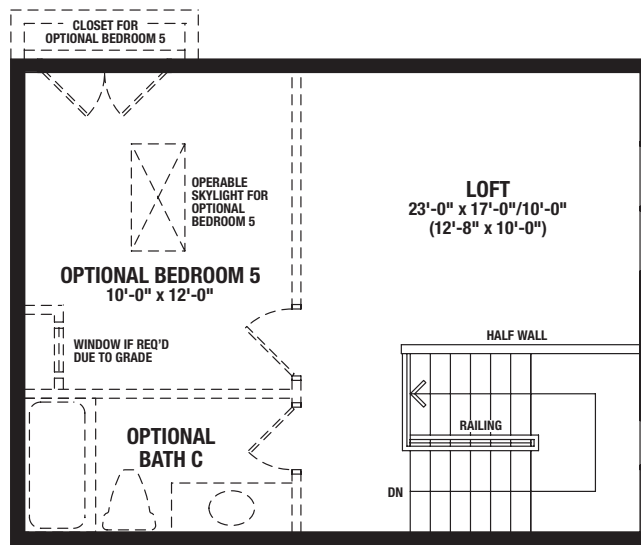 CLOSET FOR
OPTIONAL BEDROOM 5
OPERABLE
SKYLIGHT FOR
OPTIONAL
BEDROOM 5
LOFT
23'-0" x 17'-0"/10'-0"
(12'-8" x 10'-0")
OPTIONAL BEDROOM 5
10'-0" x 12'-0"
WINDOW IF REQ'D
DUE TO GRADE
HALF WALL
OPTIONAL
BATH C
RAILING
DN